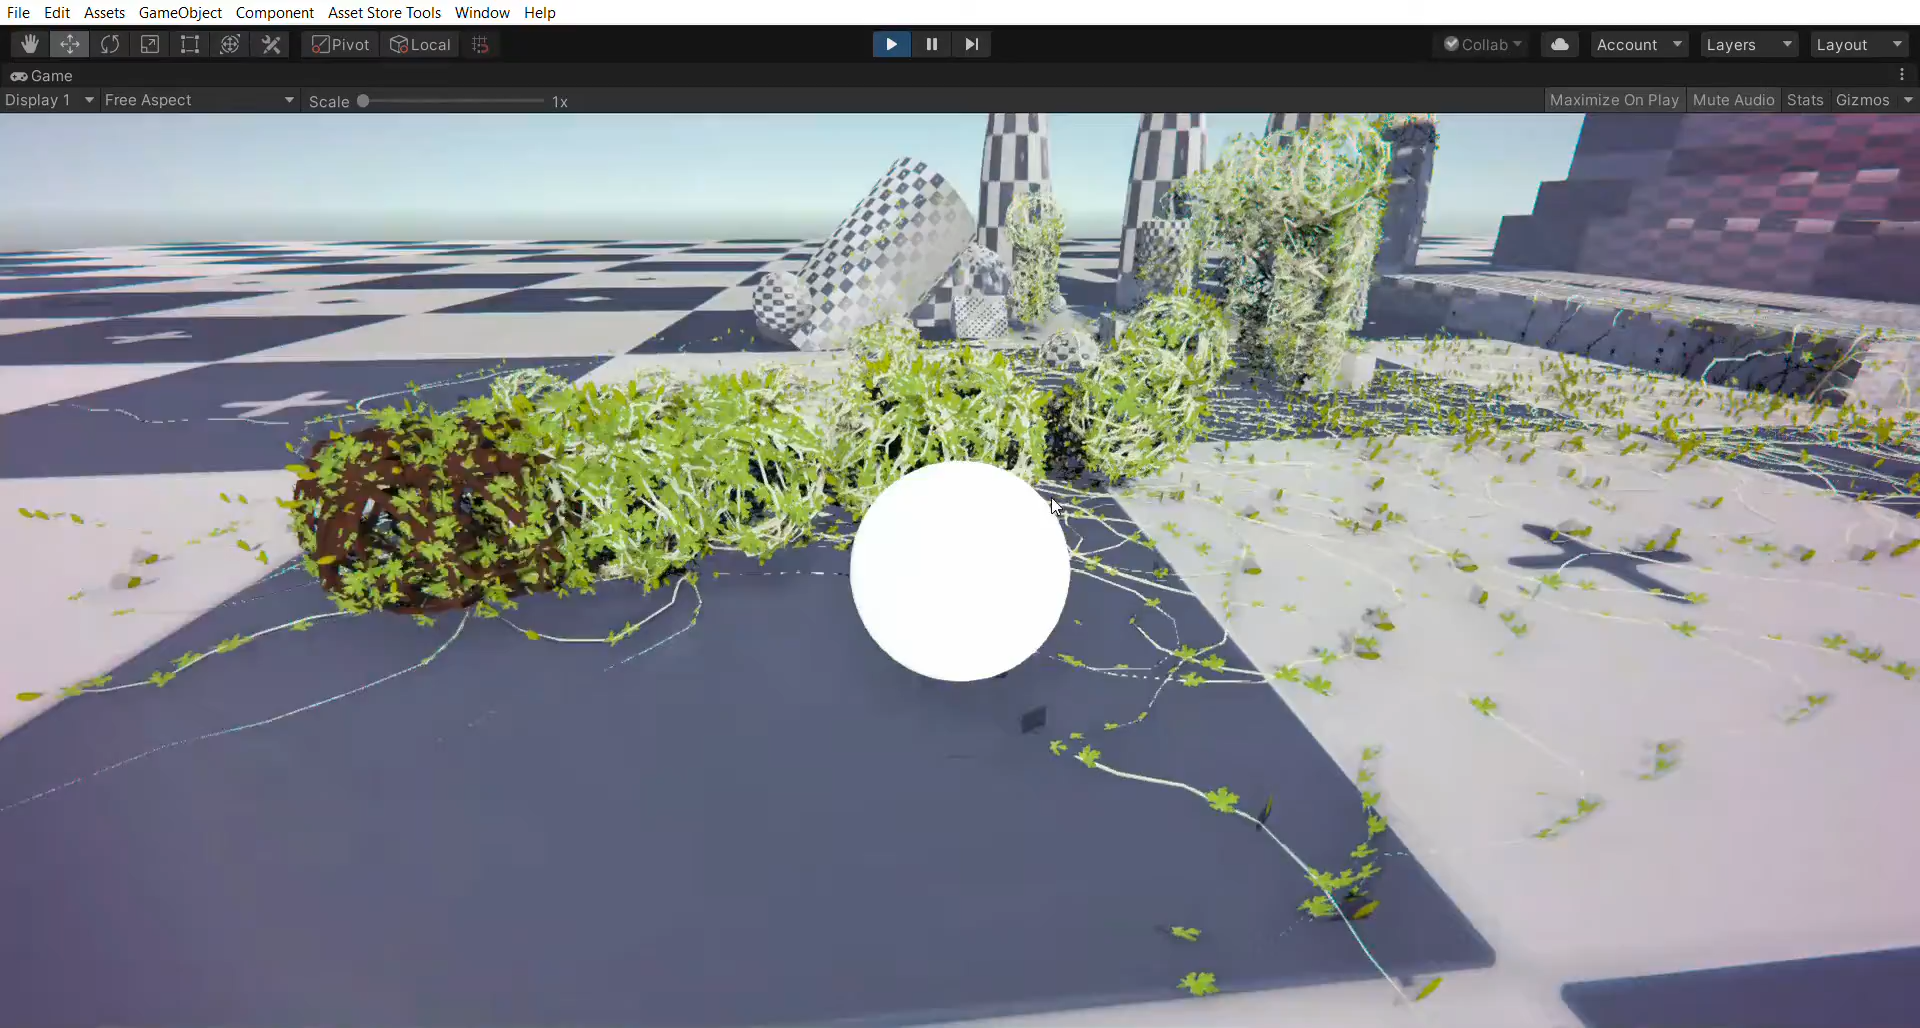 File Edit Assets GameObject Component Asset Store Tools Window Help
Pivot Local Collab Account Layers Layout
Game
Display 1 Free Aspect Scale 1x Maximize On Play Mute Audio Stats Gizmos